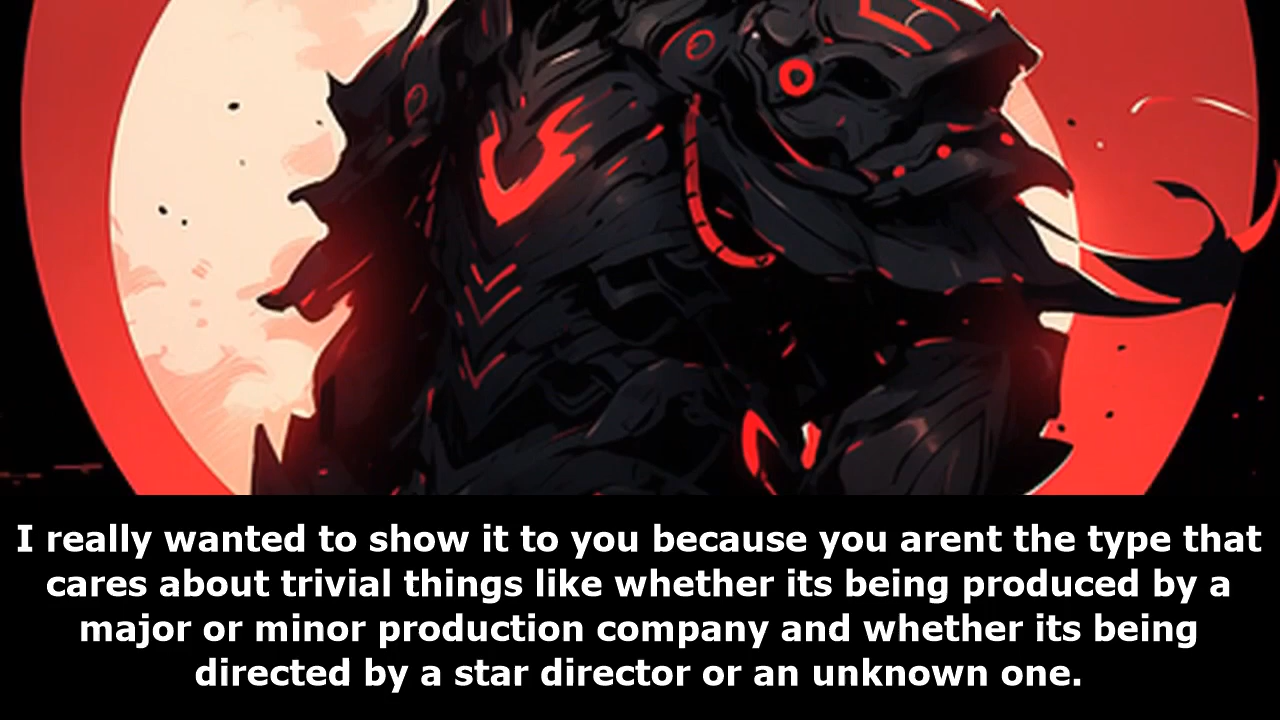 I really wanted to show it to you because you arent the type that
cares about trivial things like whether its being produced by a
major or minor production company and whether its being
directed by a star director or an unknown one.